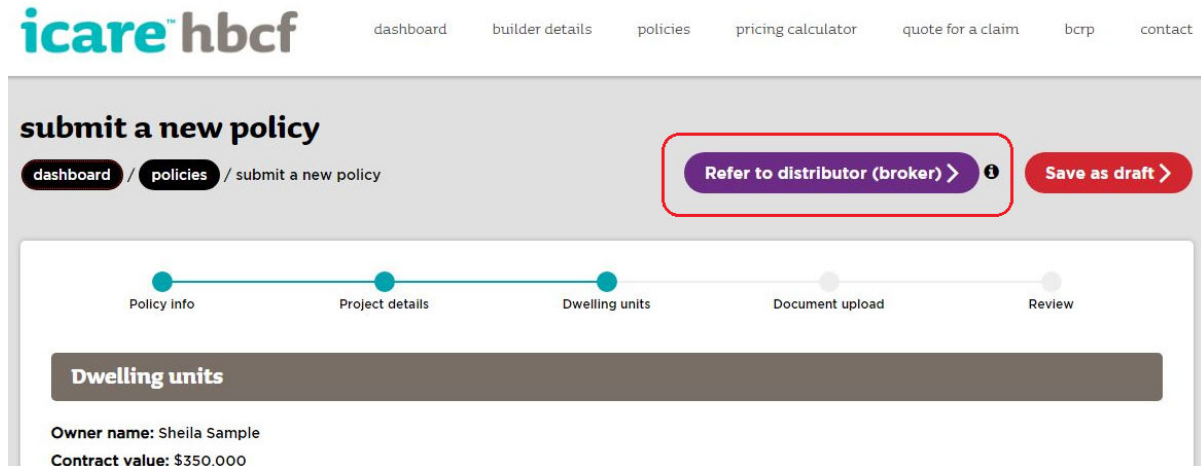 icare™ hbcf
dashboard builder details policies pricing calculator quote for a claim bcrp contact
submit a new policy
dashboard / policies / submit a new policy
Refer to distributor (broker) Save as draft
Policy info Project details Dwelling units Document upload Review
Dwelling units
Owner name: Sheila Sample
Contract value: $350,000